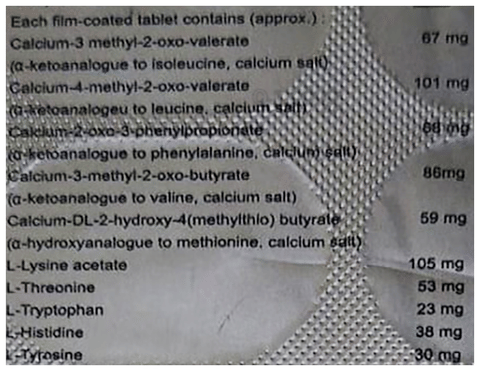 Each film-coated tablet contains (approx.) :
Calcium-3 methyl-2-oxo-valerate 67 mg
(α-ketoanalogue to isoleucine, calcium salt)
Calcium-4-methyl-2-oxo-valerate 101 mg
(α-ketoanalogeu to leucine, calcium salt)
Calcium-2-oxo-3-phenylpropionate 68 mg
(α-ketoanalogue to phenylalanine, calcium salt)
Calcium-3-methyl-2-oxo-butyrate 86mg
(α-ketoanalogue to valine, calcium salt)
Calcium-DL-2-hydroxy-4(methylthio) butyrate 59 mg
(α-hydroxyanalogue to methionine, calcium salt)
L-Lysine acetate 105 mg
L-Threonine 53 mg
L-Tryptophan 23 mg
L-Histidine 38 mg
L-Tyrosine 30 mg